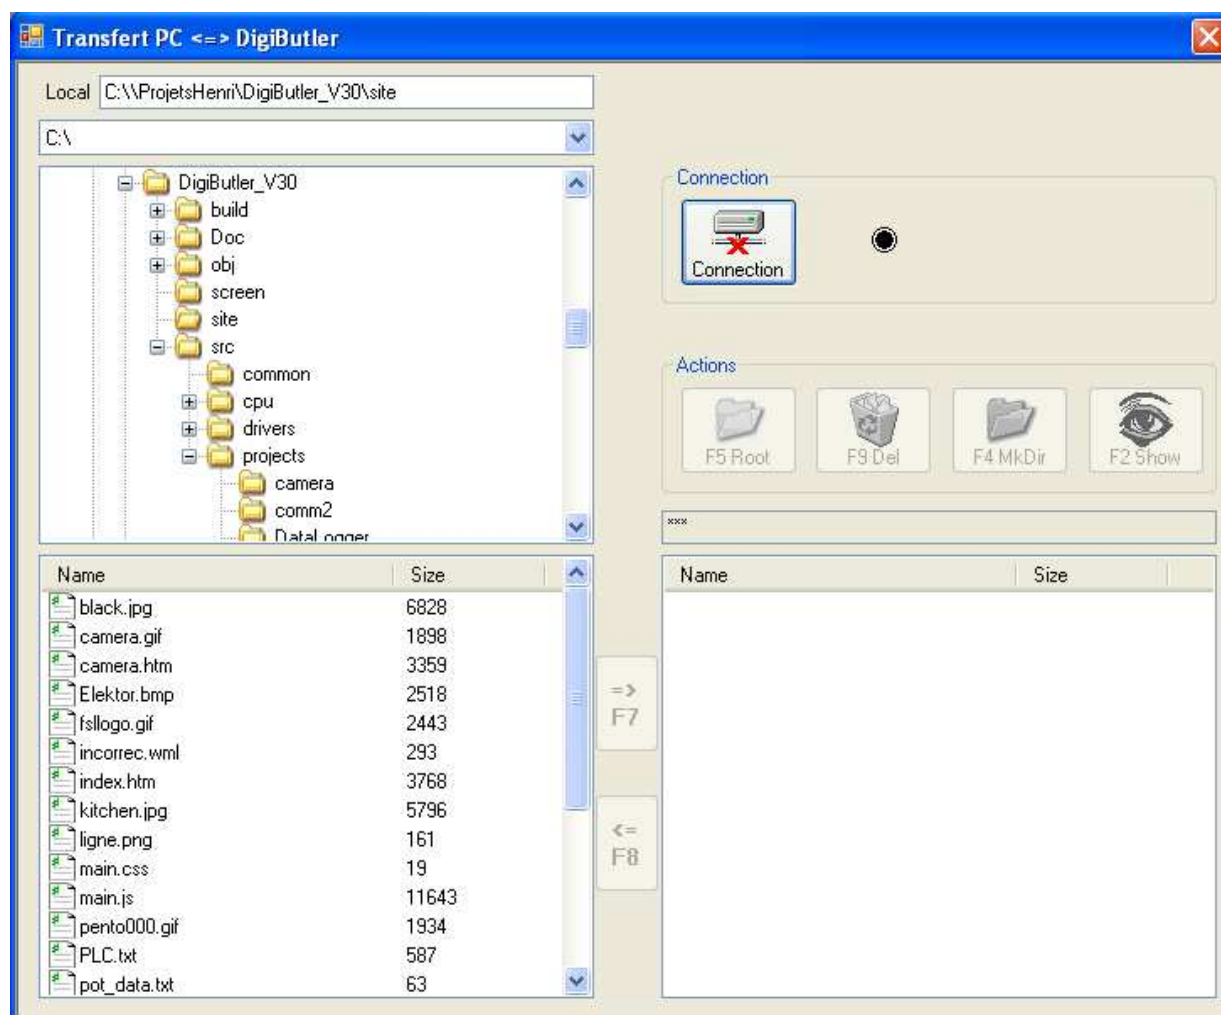 Transfert PC <=> DigiButler
Local C:\\ProjetsHenri\DigiButler_V30\site
C:\
DigiButler_V30
build
Doc
obj
screen
site
src
common
cpu
drivers
projects
camera
comm2
DataLogger
Connection
Connection
Actions
F5 Root F9 Del F4 MkDir F2 Show
***
Name Size
black.jpg 6828
camera.gif 1898
camera.htm 3359
Elektor.bmp 2518
fsllogo.gif 2443
incorrec.wml 293
index.htm 3768
kitchen.jpg 5796
ligne.png 161
main.css 19
main.js 11643
pento000.gif 1934
PLC.txt 587
pot_data.txt 63
=>
F7
<=
F8
Name Size